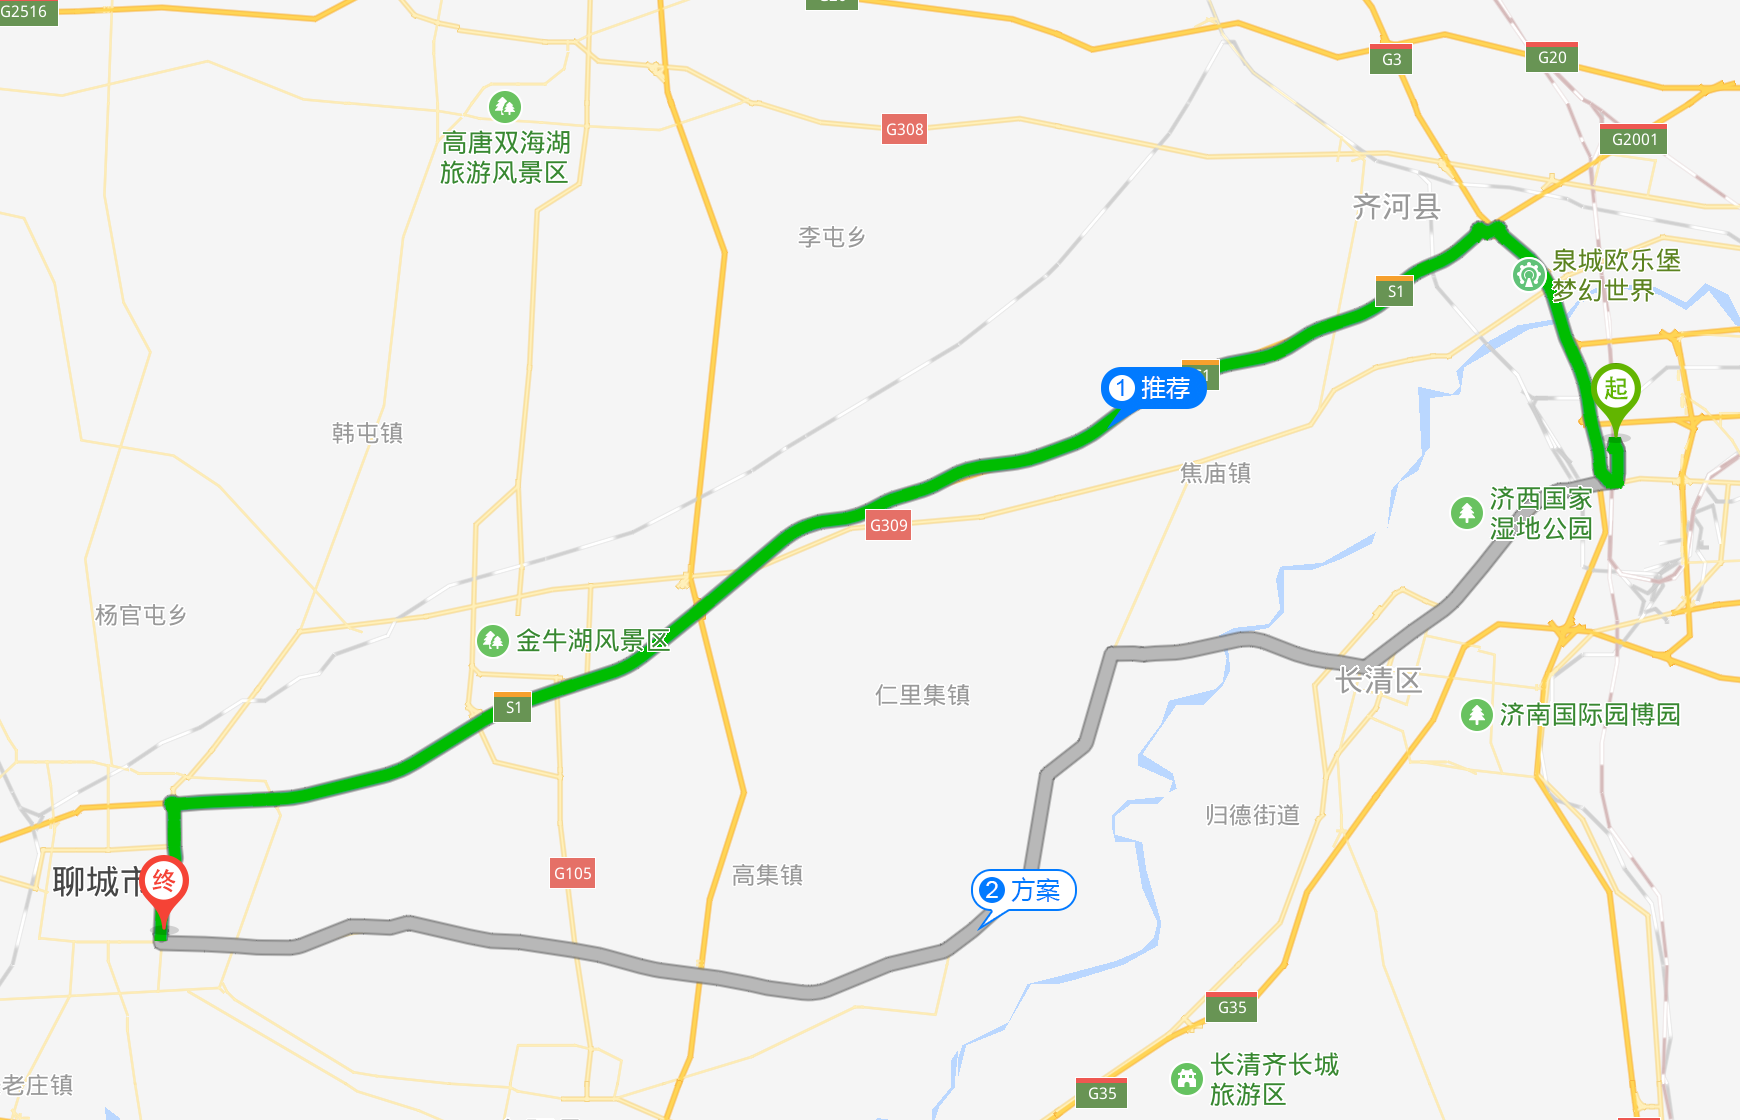 G2516
G3
G20
G308
G2001
高唐双海湖
旅游风景区
齐河县
李屯乡
泉城欧乐堡
梦幻世界
S1
1 推荐
起
韩屯镇
焦庙镇
济西国家
湿地公园
G309
杨官屯乡
金牛湖风景区
长清区
仁里集镇
S1
济南国际园博园
归德街道
聊城市
终
G105
高集镇
2 方案
G35
长清齐长城
旅游区
G35
老庄镇